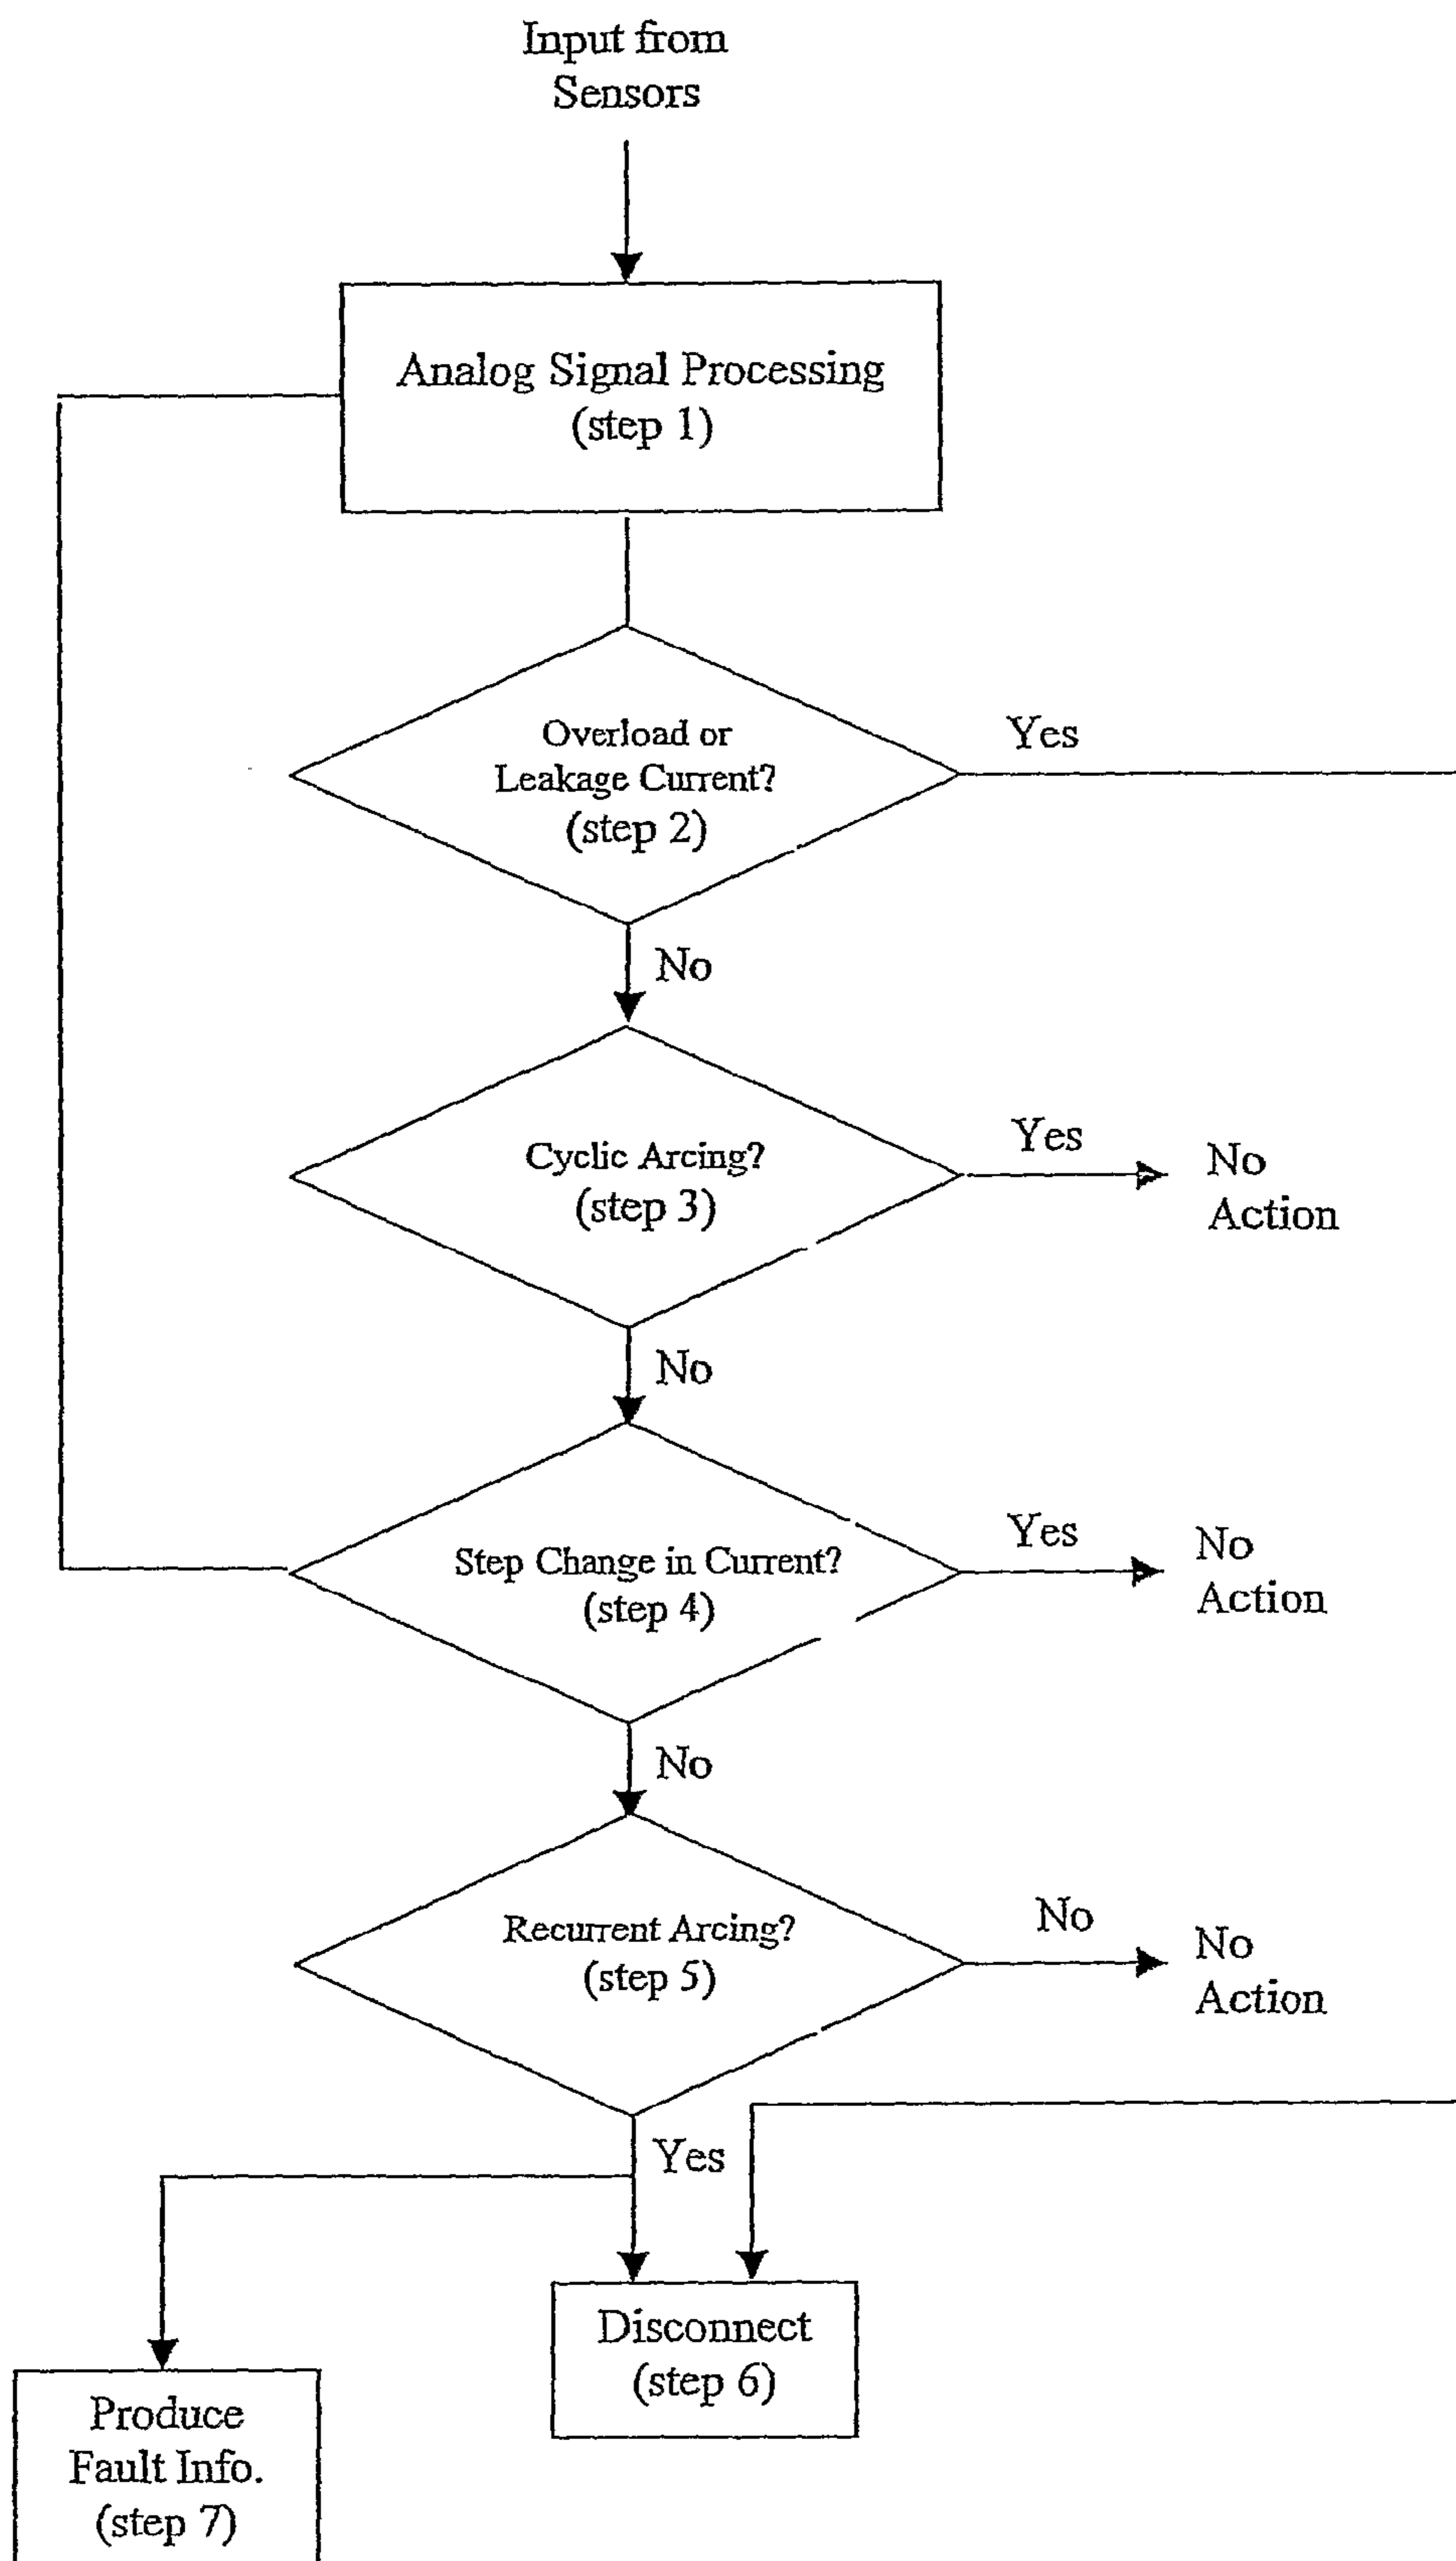 Input from
Sensors
Analog Signal Processing
(step 1)
Overload or
Leakage Current?
(step 2)
Yes
No
Cyclic Arcing?
(step 3)
Yes
No
Action
No
Step Change in Current?
(step 4)
Yes
No
Action
No
Recurrent Arcing?
(step 5)
No
No
Action
Yes
Disconnect
(step 6)
Produce
Fault Info.
(step 7)